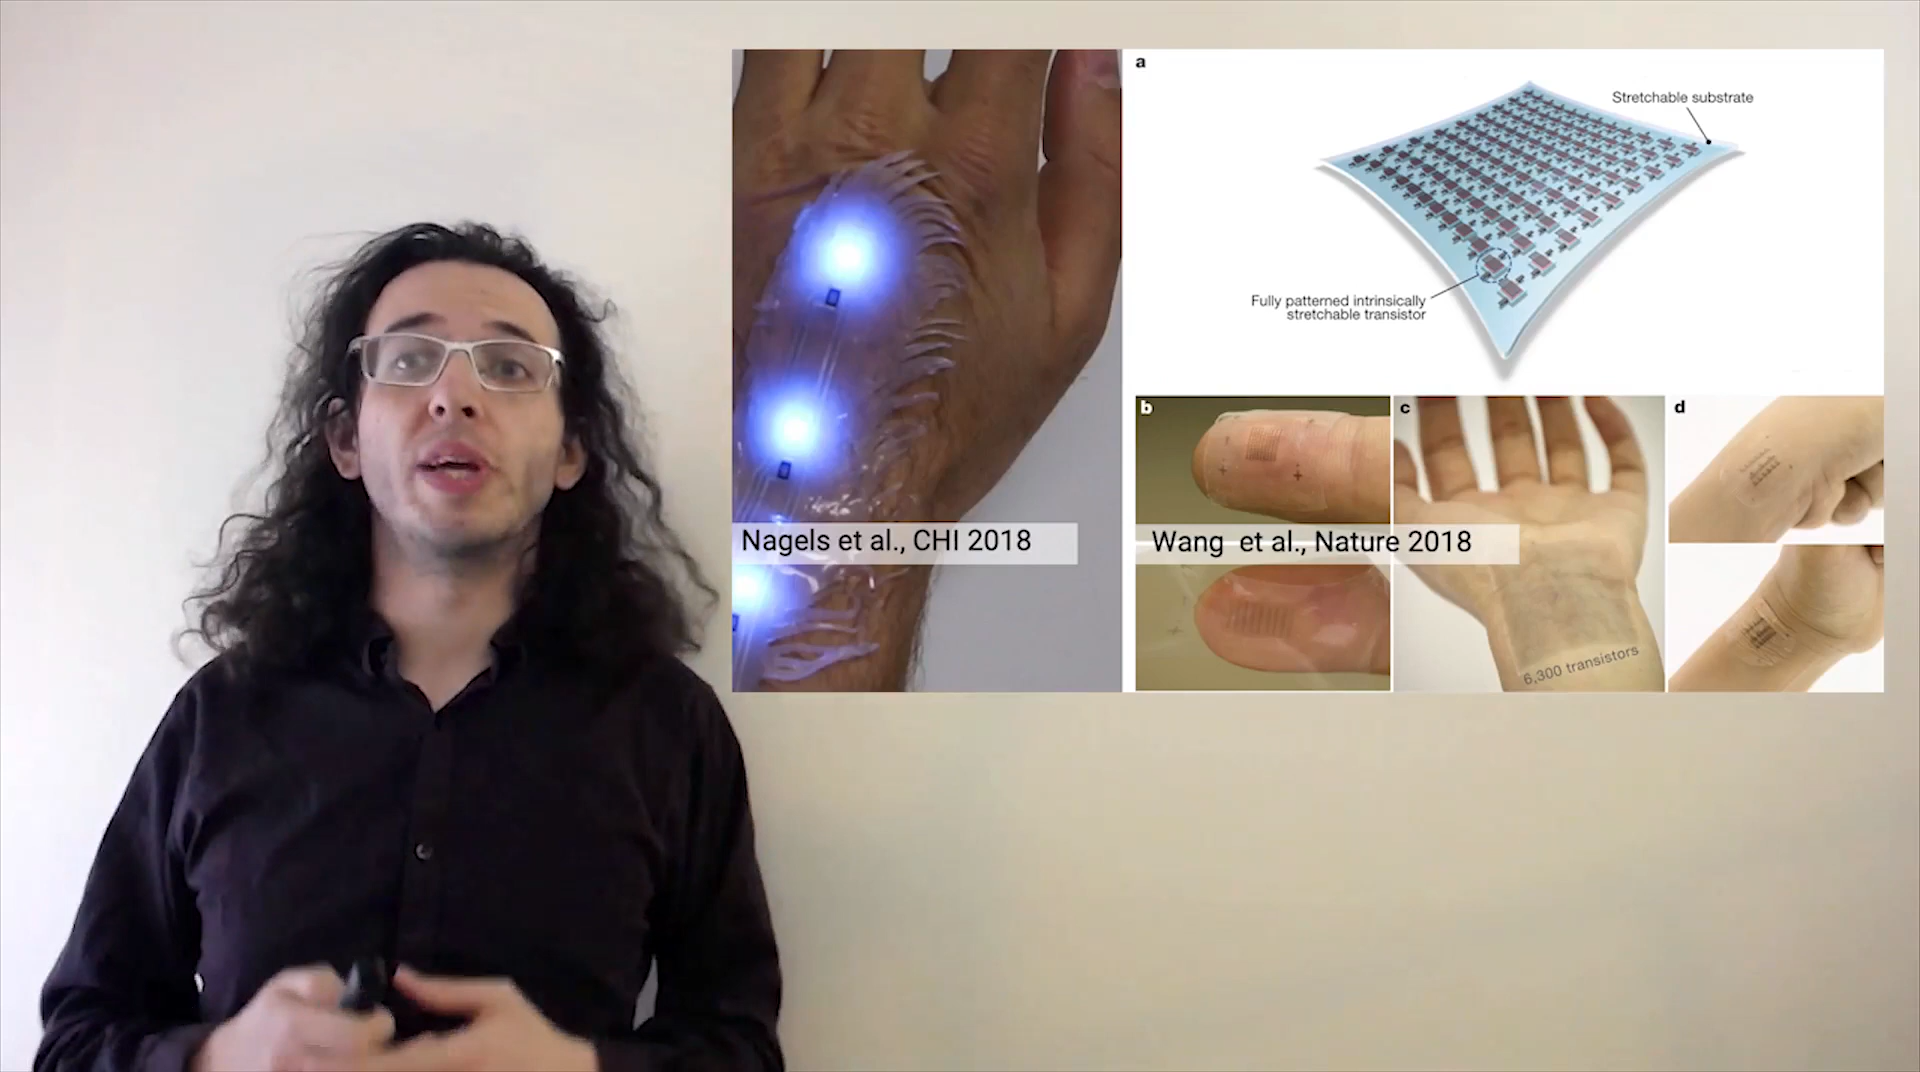 a
Stretchable substrate
Fully patterned intrinsically
stretchable transistor
b
c
d
Nagels et al., CHI 2018
Wang et al., Nature 2018
6,300 transistors